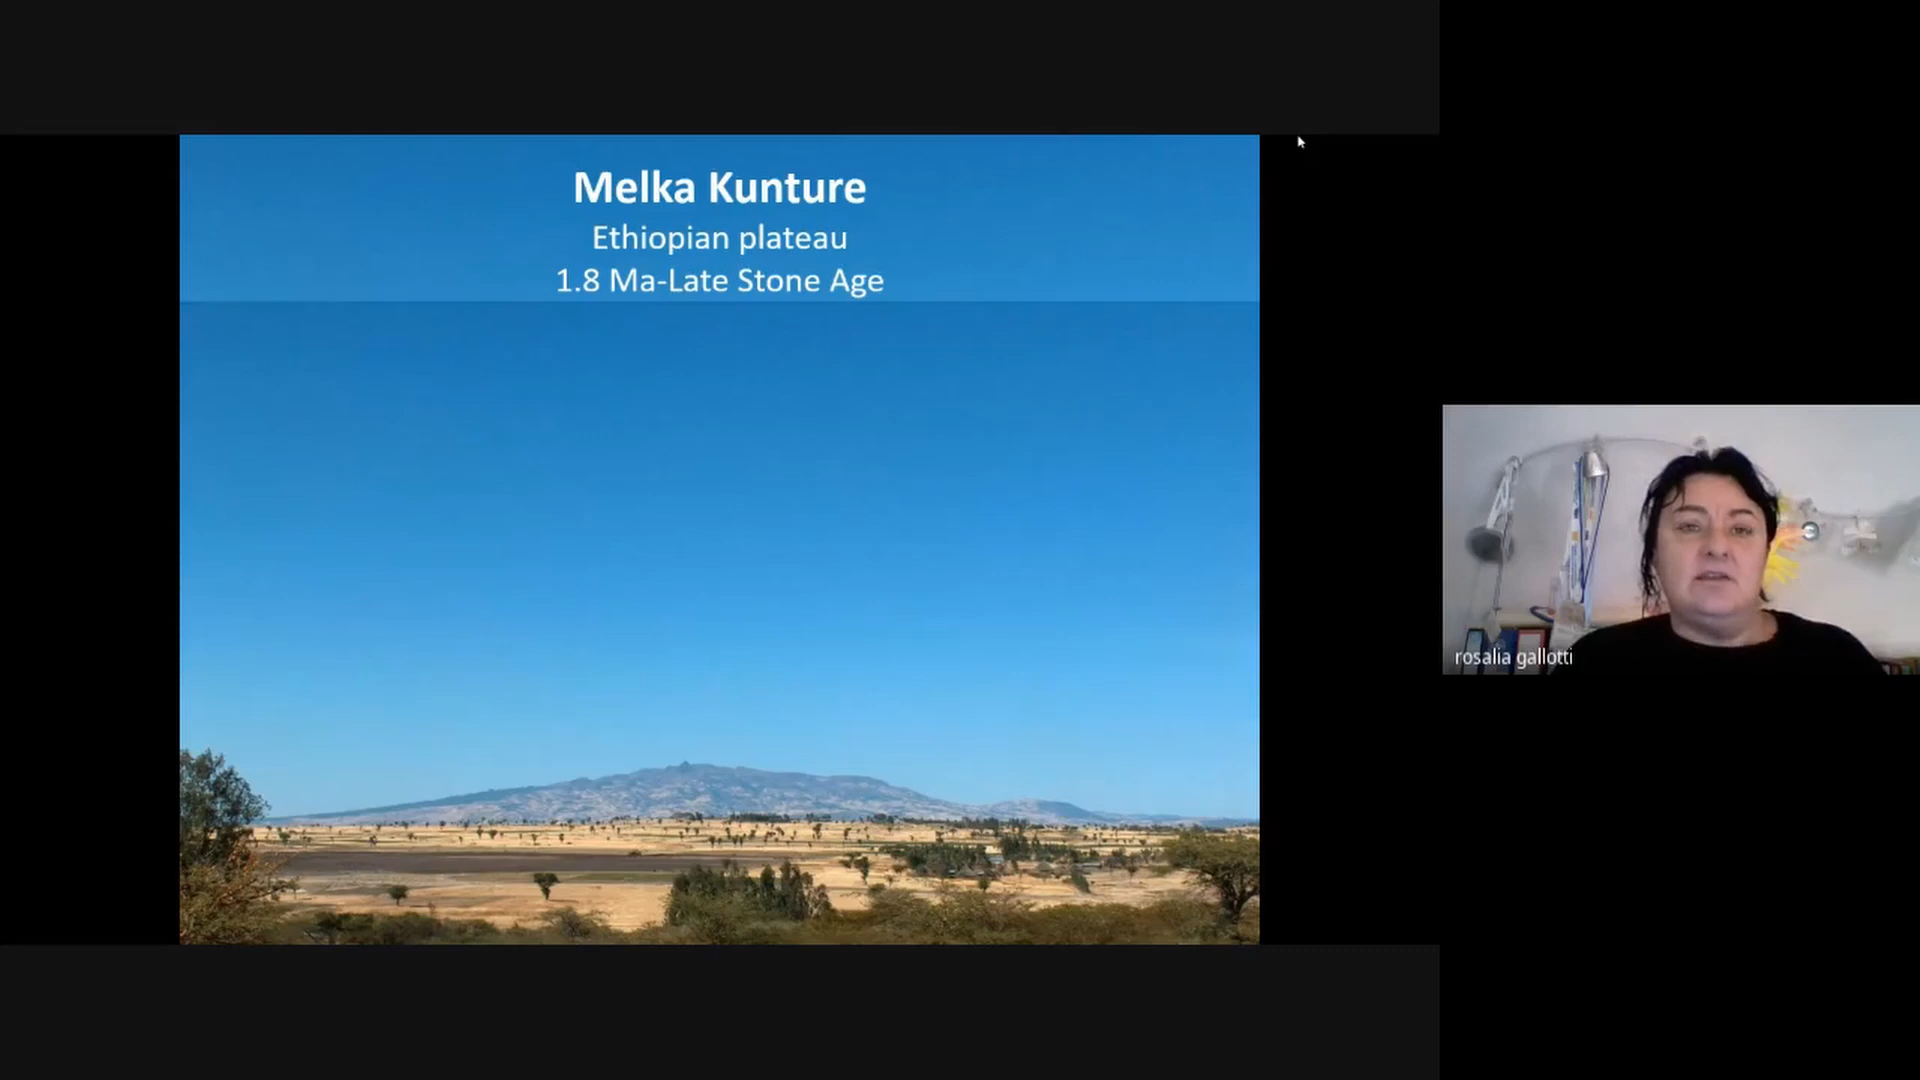 Melka Kunture
Ethiopian plateau
1.8 Ma-Late Stone Age
rosalia gallotti